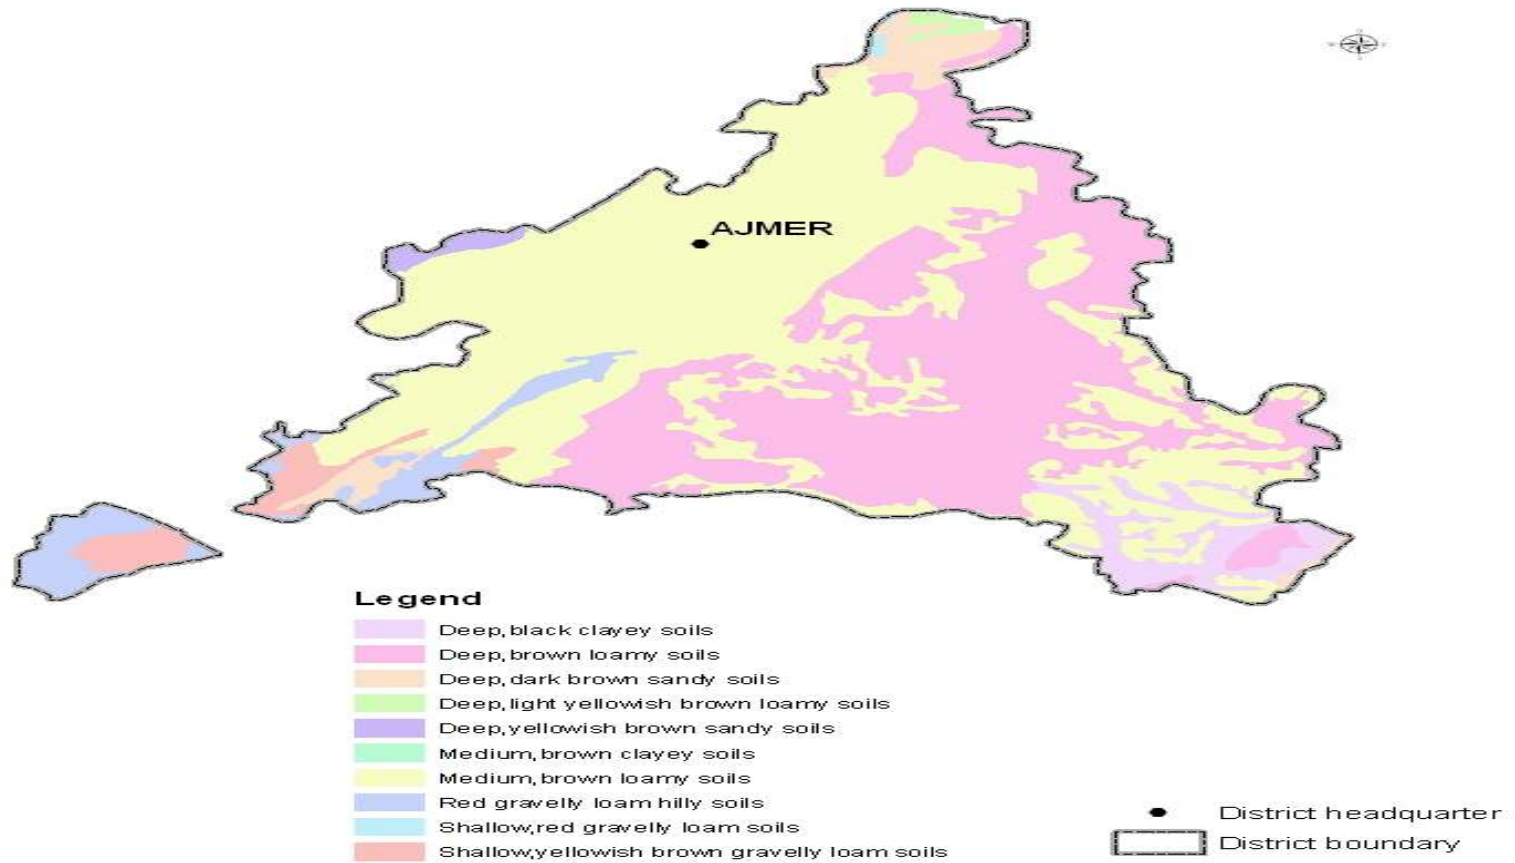 AJMER
Legend
Deep,black clayey soils
Deep,brown loamy soils
Deep,dark brown sandy soils
Deep,light yellowish brown loamy soils
Deep,yellowish brown sandy soils
Medium,brown clayey soils
Medium,brown loamy soils
Red gravelly loam hilly soils
Shallow,red gravelly loam soils
Shallow,yellowish brown gravelly loam soils
District headquarter
District boundary